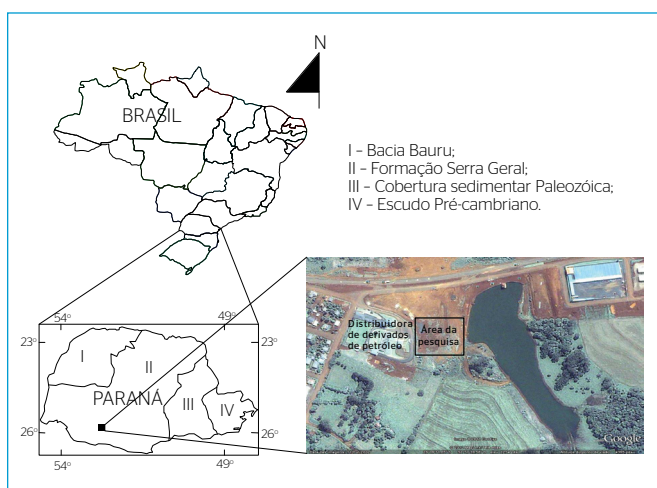 N
BRASIL
I – Bacia Bauru;
II – Formação Serra Geral;
III – Cobertura sedimentar Paleozóica;
IV – Escudo Pré-cambriano.
54º
49º
23º
23º
I
II
PARANÁ
III
IV
26º
26º
54º
49º
Distribuidora
de derivados
de petróleo
Área da
pesquisa
Google